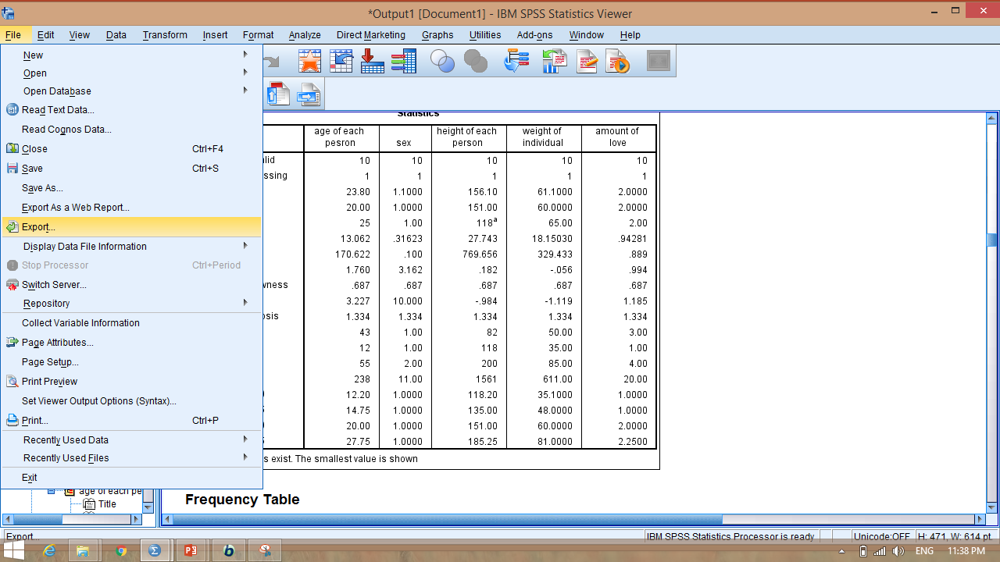 *Output1 [Document1] - IBM SPSS Statistics Viewer
File Edit View Data Transform Insert Format Analyze Direct Marketing Graphs Utilities Add-ons Window Help
New
Open
Open Database
Read Text Data...
Read Cognos Data...
Close Ctrl+F4
Save Ctrl+S
Save As...
Export As a Web Report...
Export...
Display Data File Information
Stop Processor Ctrl+Period
Switch Server...
Repository
Collect Variable Information
Page Attributes...
Page Setup...
Print Preview
Set Viewer Output Options (Syntax)...
Print... Ctrl+P
Recently Used Data
Recently Used Files
Exit
age of each pe
Title
Statistics
age of each pesron sex height of each person weight of individual amount of love
lid 10 10 10 10 10
ssing 1 1 1 1 1
23.80 1.1000 156.10 61.1000 2.0000
20.00 1.0000 151.00 60.0000 2.0000
25 1.00 118a 65.00 2.00
13.062 .31623 27.743 18.15030 .94281
170.622 .100 769.656 329.433 .889
1.760 3.162 .182 -.056 .994
wness .687 .687 .687 .687 .687
3.227 10.000 -.984 -1.119 1.185
osis 1.334 1.334 1.334 1.334 1.334
43 1.00 82 50.00 3.00
12 1.00 118 35.00 1.00
55 2.00 200 85.00 4.00
238 11.00 1561 611.00 20.00
12.20 1.0000 118.20 35.1000 1.0000
14.75 1.0000 135.00 48.0000 1.0000
20.00 1.0000 151.00 60.0000 2.0000
27.75 1.0000 185.25 81.0000 2.2500
s exist. The smallest value is shown
Frequency Table
Export... IBM SPSS Statistics Processor is ready Unicode:OFF H: 471, W: 614 pt.
ENG 11:38 PM